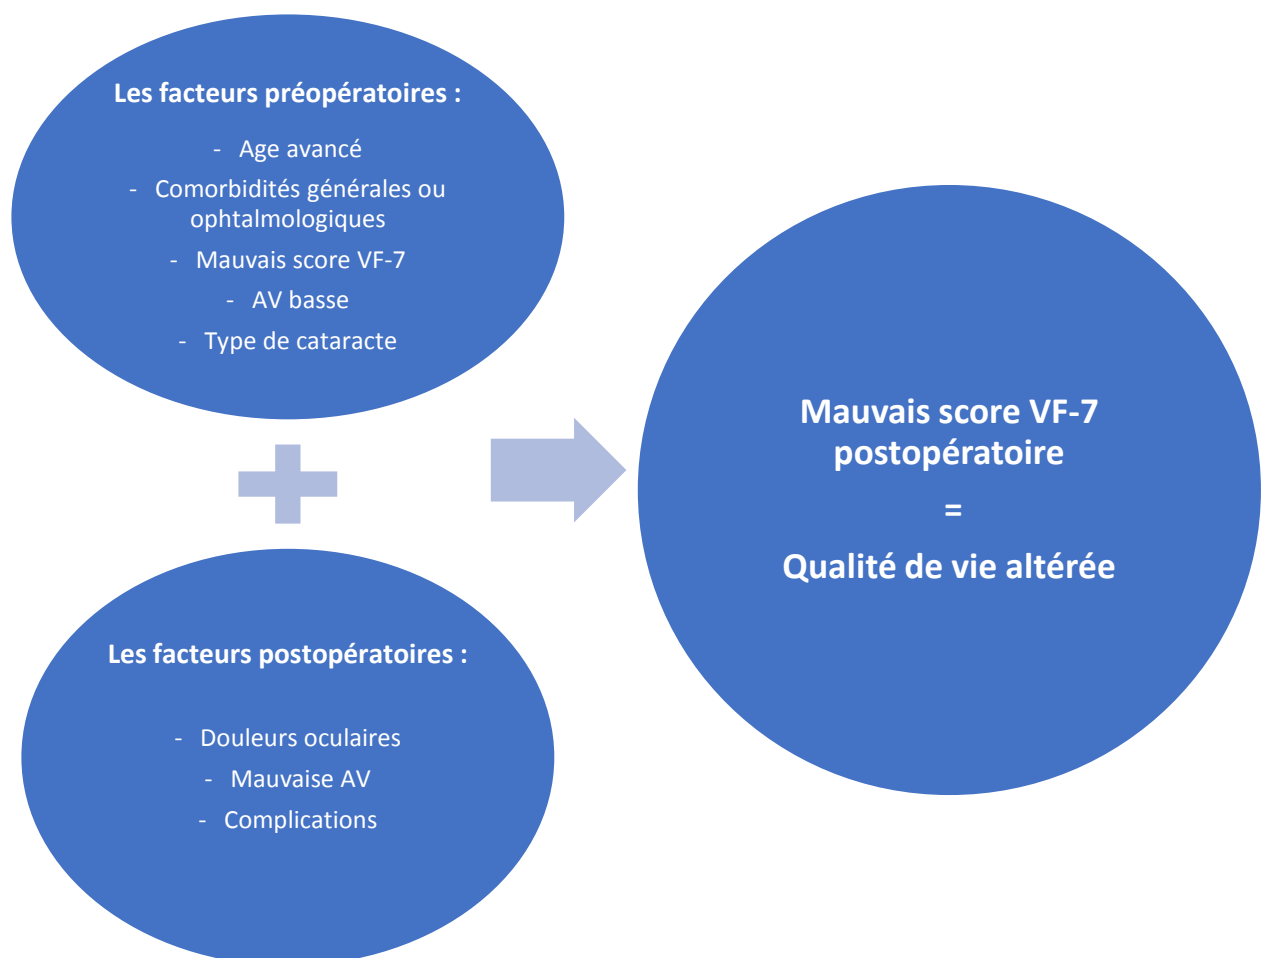 Les facteurs préopératoires :
- Age avancé
- Comorbidités générales ou
ophtalmologiques
- Mauvais score VF-7
- AV basse
- Type de cataracte
Les facteurs postopératoires :
- Douleurs oculaires
- Mauvaise AV
- Complications
Mauvais score VF-7
postopératoire
=
Qualité de vie altérée